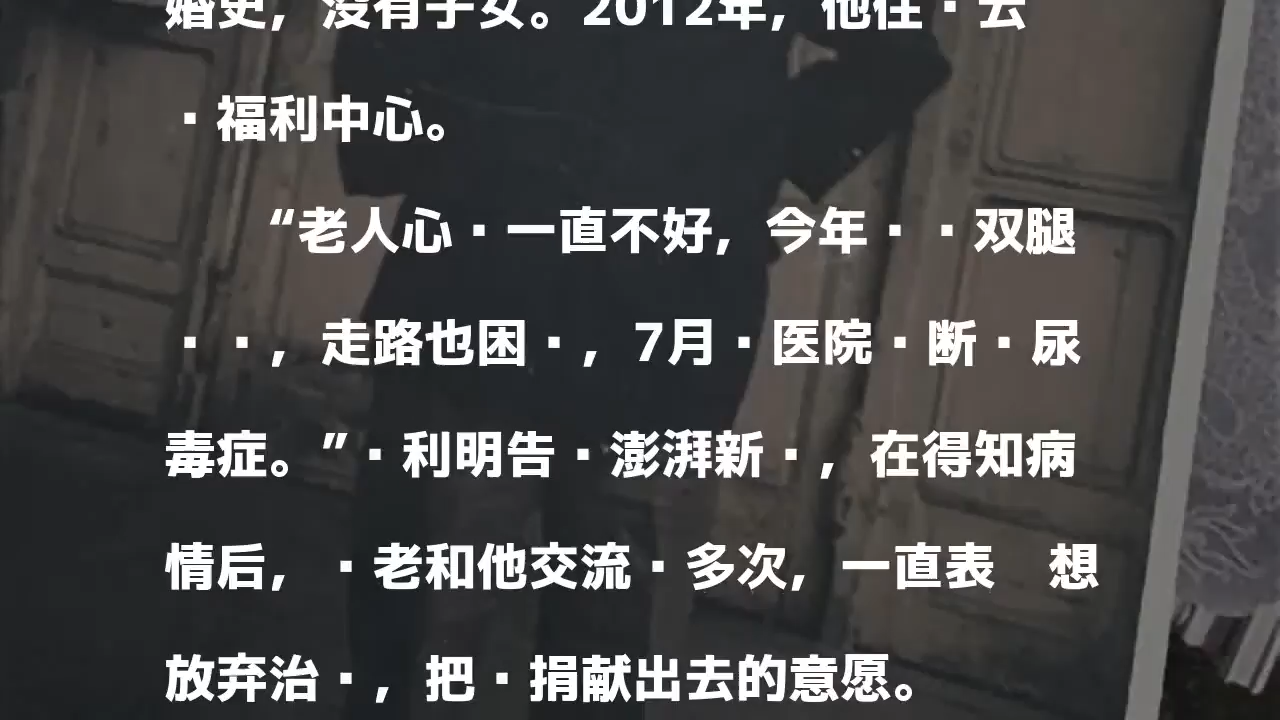 婚史，没有子女。2012年，他住·云
·福利中心。
“老人心·一直不好，今年··双腿
··，走路也困·，7月·医院·断·尿
毒症。”·利明告·澎湃新·，在得知病
情后，·老和他交流·多次，一直表 想
放弃治·，把·捐献出去的意愿。